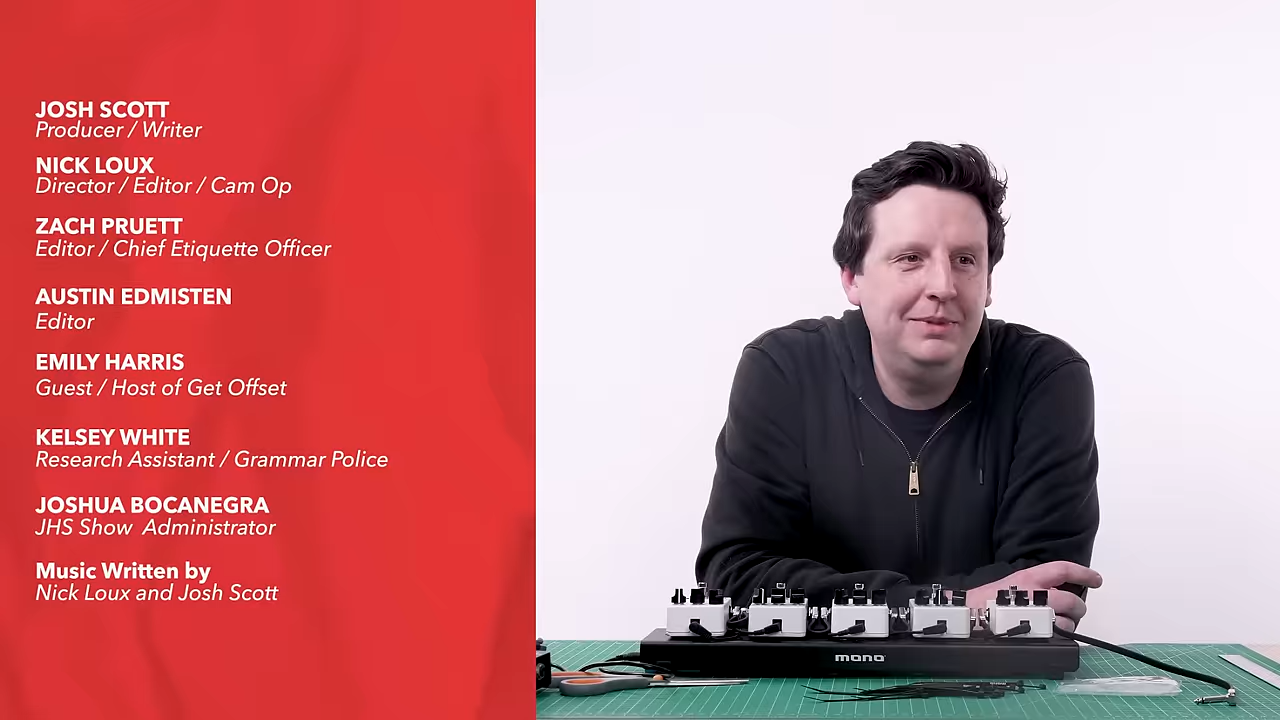 JOSH SCOTT
Producer / Writer
NICK LOUX
Director / Editor / Cam Op
ZACH PRUETT
Editor / Chief Etiquette Officer
AUSTIN EDMISTEN
Editor
EMILY HARRIS
Guest / Host of Get Offset
KELSEY WHITE
Research Assistant / Grammar Police
JOSHUA BOCANEGRA
JHS Show Administrator
Music Written by
Nick Loux and Josh Scott
mono